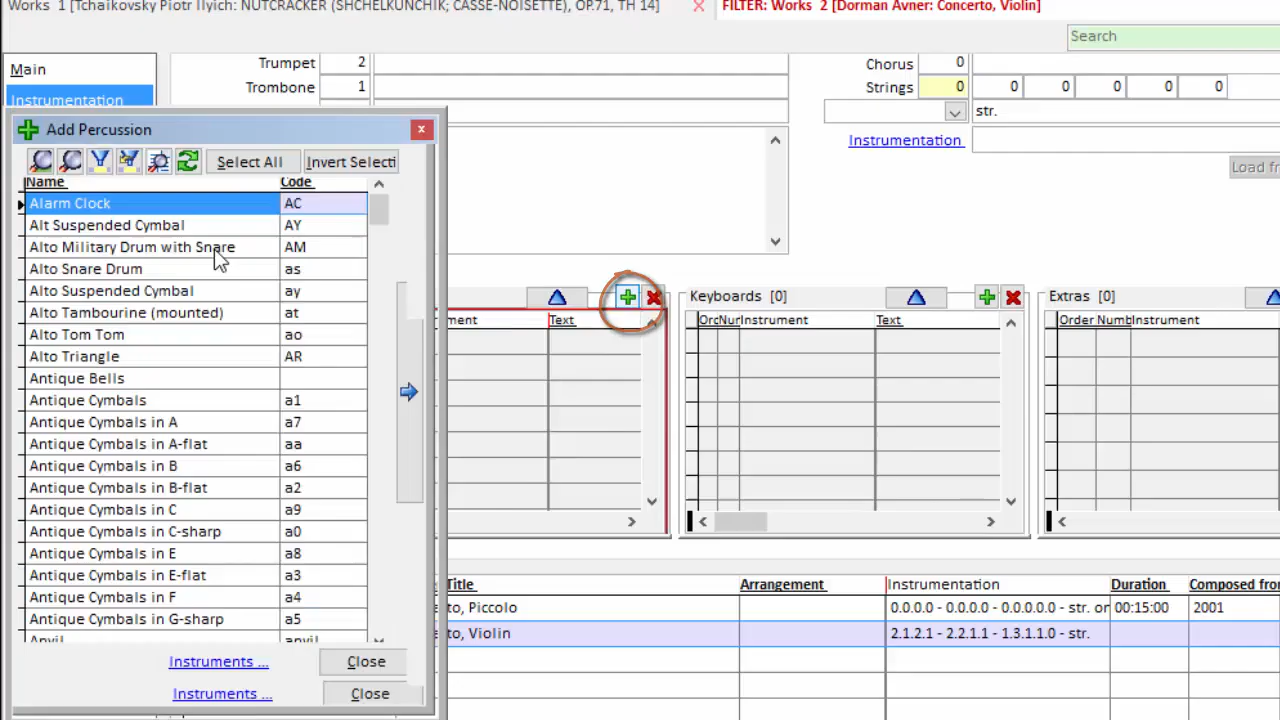 Works 1 [Tchaikovsky Piotr Ilyich: NUTCRACKER (SHCHELKUNCHIK; CASSE-NOISETTE), OP.71, TH 14]
FILTER: Works 2 [Dorman Avner: Concerto, Violin]
Search
Main
Instrumentation
Trumpet 2
Trombone 1
Chorus 0
Strings 0 0 0 0 0 0
str.
Instrumentation
Load fr
Add Percussion
Select All
Invert Selecti
Name Code
Alarm Clock AC
Alt Suspended Cymbal AY
Alto Military Drum with Snare AM
Alto Snare Drum as
Alto Suspended Cymbal ay
Alto Tambourine (mounted) at
Alto Tom Tom ao
Alto Triangle AR
Antique Bells
Antique Cymbals a1
Antique Cymbals in A a7
Antique Cymbals in A-flat aa
Antique Cymbals in B a6
Antique Cymbals in B-flat a2
Antique Cymbals in C a9
Antique Cymbals in C-sharp a0
Antique Cymbals in E a8
Antique Cymbals in E-flat a3
Antique Cymbals in F a4
Antique Cymbals in G-sharp a5
Anvil anvil
Instruments ... Close
Instruments ... Close
ment Text
Keyboards [0]
Orc Nur Instrument Text
Extras [0]
Order Numb Instrument
Title Arrangement Instrumentation Duration Composed from
to, Piccolo 0.0.0.0 - 0.0.0.0 - 0.0.0.0.0 - str. or 00:15:00 2001
to, Violin 2.1.2.1 - 2.2.1.1 - 1.3.1.1.0 - str.